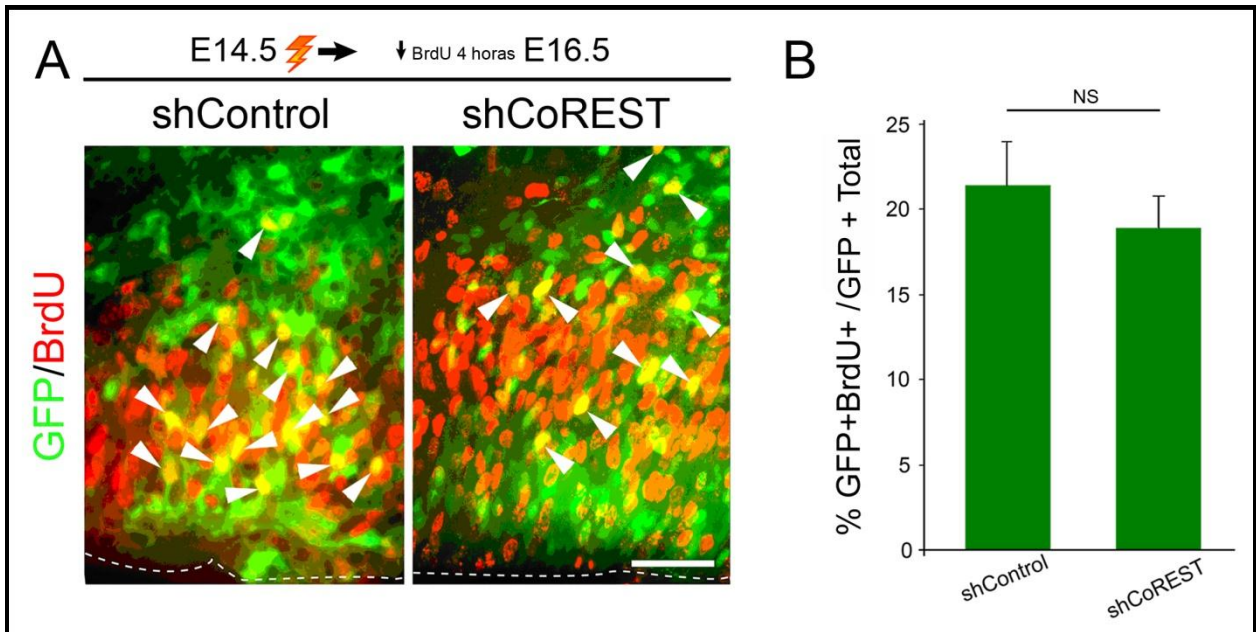 A
E14.5 BrdU 4 horas E16.5
shControl shCoREST
GFP/BrdU
B
NS
% GFP+BrdU+ /GFP + Total
25
20
15
10
5
0
shControl
shCoREST